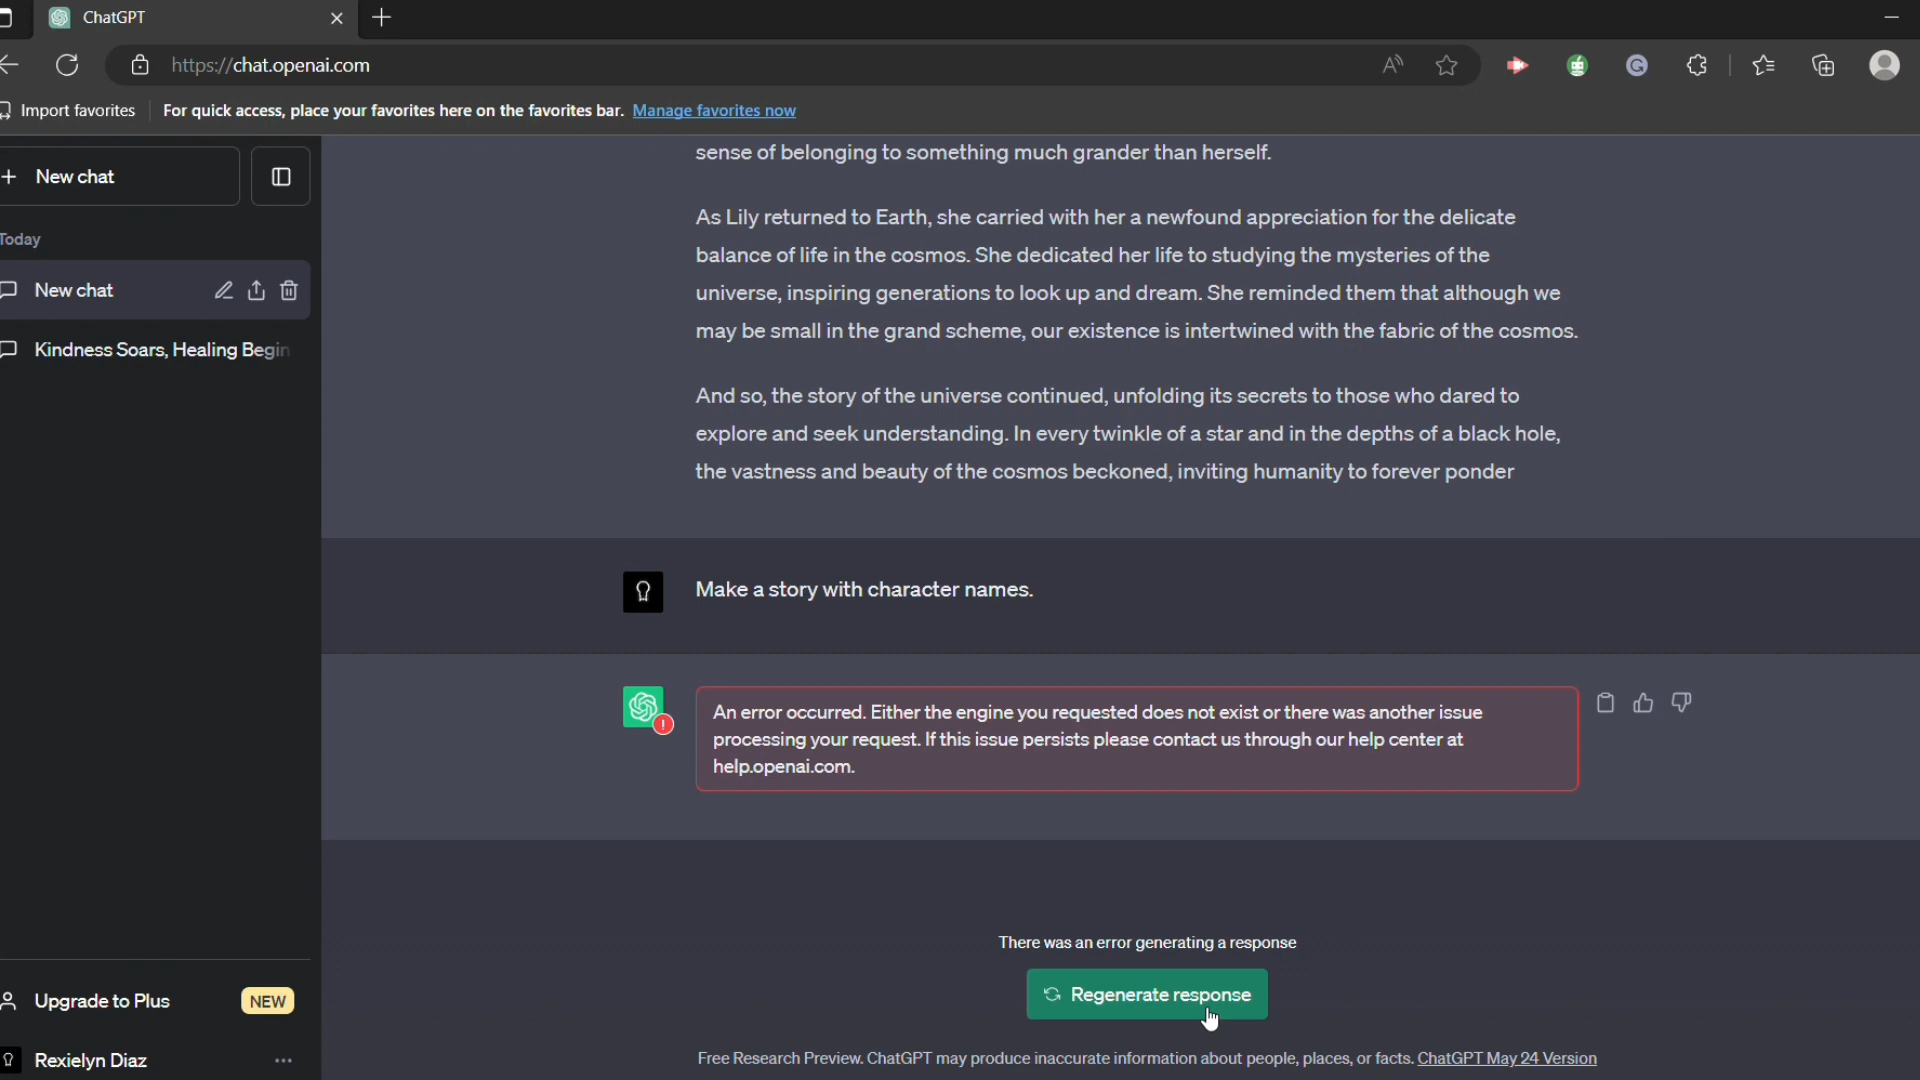 ChatGPT
https://chat.openai.com
Import favorites
For quick access, place your favorites here on the favorites bar. Manage favorites now
+ New chat
Today
New chat
Kindness Soars, Healing Begin
Upgrade to Plus NEW
Rexielyn Diaz ...
sense of belonging to something much grander than herself.
As Lily returned to Earth, she carried with her a newfound appreciation for the delicate
balance of life in the cosmos. She dedicated her life to studying the mysteries of the
universe, inspiring generations to look up and dream. She reminded them that although we
may be small in the grand scheme, our existence is intertwined with the fabric of the cosmos.
And so, the story of the universe continued, unfolding its secrets to those who dared to
explore and seek understanding. In every twinkle of a star and in the depths of a black hole,
the vastness and beauty of the cosmos beckoned, inviting humanity to forever ponder
Make a story with character names.
An error occurred. Either the engine you requested does not exist or there was another issue
processing your request. If this issue persists please contact us through our help center at
help.openai.com.
There was an error generating a response
Regenerate response
Free Research Preview. ChatGPT may produce inaccurate information about people, places, or facts. ChatGPT May 24 Version